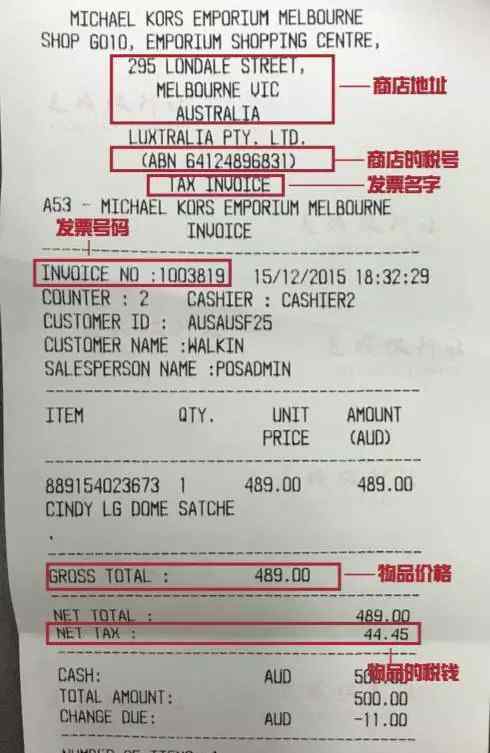 MICHAEL KORS EMPORIUM MELBOURNE
SHOP G010, EMPORIUM SHOPPING CENTRE,
295 LONDALE STREET,
MELBOURNE VIC
AUSTRALIA
商店地址
LUXTRALIA PTY. LTD.
(ABN 64124896831)
商店的税号
TAX INVOICE
发票名字
A53 - MICHAEL KORS EMPORIUM MELBOURNE
发票号码
INVOICE
INVOICE NO :1003819 15/12/2015 18:32:29
COUNTER : 2 CASHIER : CASHIER2
CUSTOMER ID : AUSAUSF25
CUSTOMER NAME :WALKIN
SALESPERSON NAME :POSADMIN
ITEM QTY. UNIT AMOUNT
PRICE (AUD)
889154023673 1 489.00 489.00
CINDY LG DOME SATCHE
.
GROSS TOTAL : 489.00
物品价格
NET TOTAL : 489.00
NET TAX : 44.45
物品的税钱
CASH: AUD
TOTAL AMOUNT: 500.00
CHANGE DUE: AUD -11.00